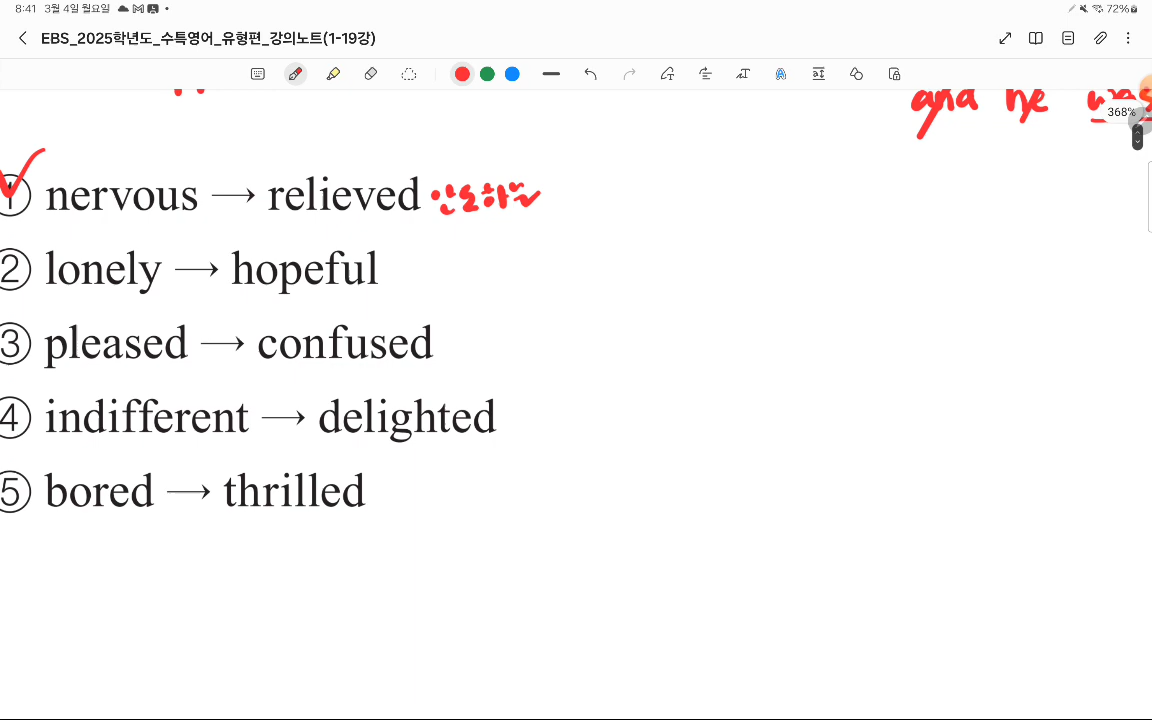 8:41 3월 4일 월요일 72%
EBS_2025학년도_수특영어_유형편_강의노트(1-19강)
and he was
368%
① nervous → relieved 안도하는
② lonely → hopeful
③ pleased → confused
④ indifferent → delighted
⑤ bored → thrilled